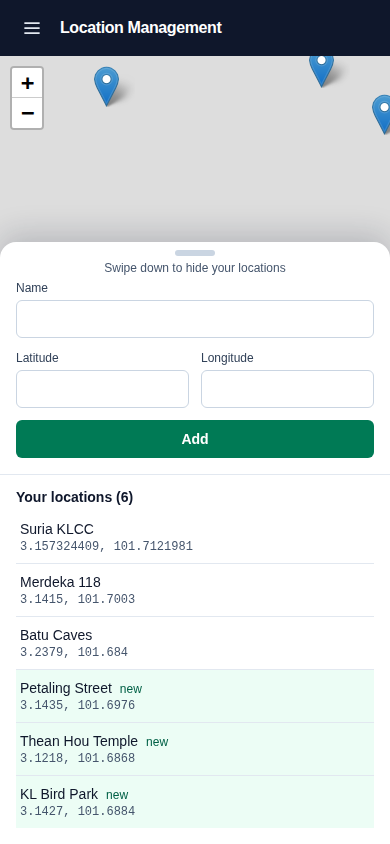 Location Management
+
−
Swipe down to hide your locations
Name
Latitude Longitude
Add
Your locations (6)
Suria KLCC
3.157324409, 101.7121981
Merdeka 118
3.1415, 101.7003
Batu Caves
3.2379, 101.684
Petaling Street new
3.1435, 101.6976
Thean Hou Temple new
3.1218, 101.6868
KL Bird Park new
3.1427, 101.6884